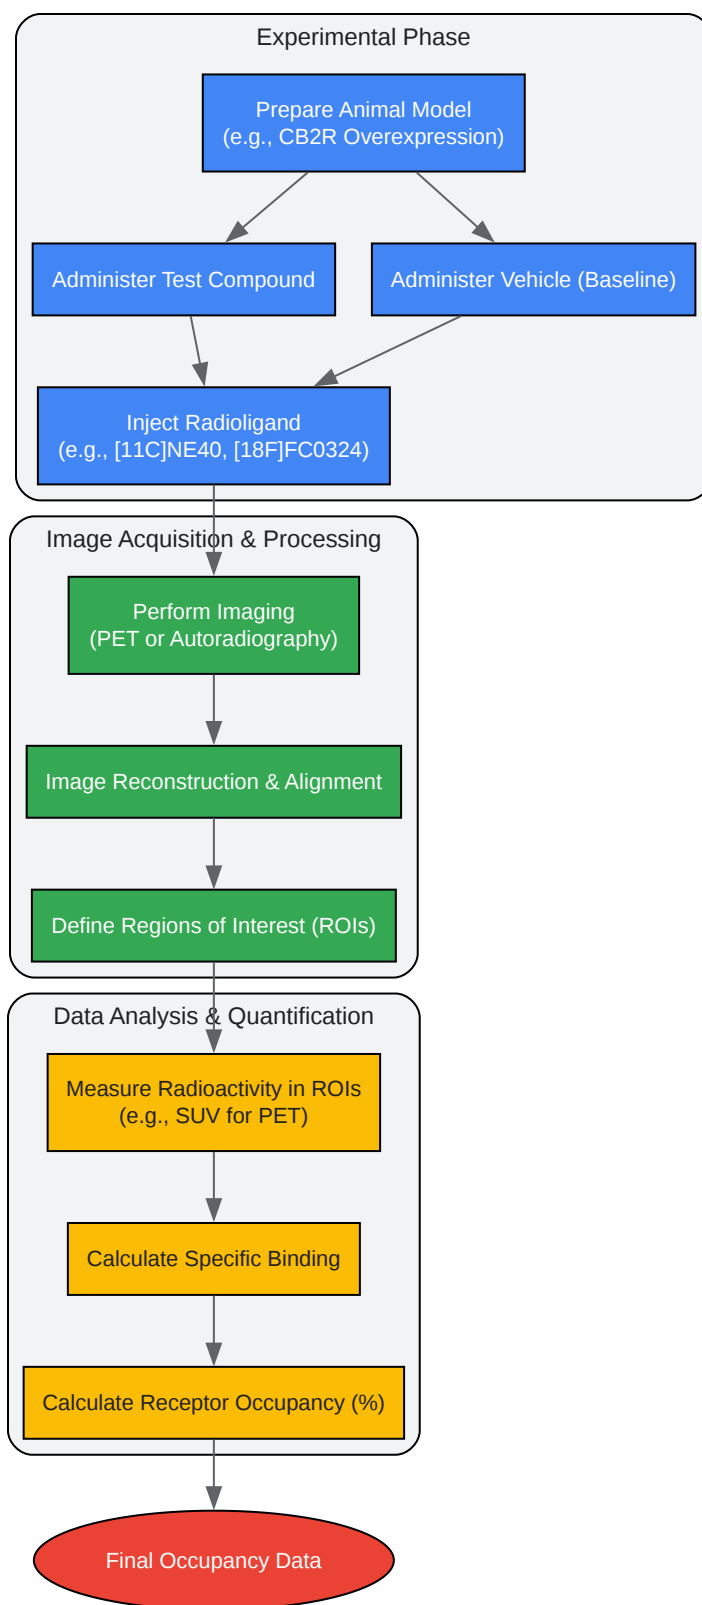 Experimental Phase
Prepare Animal Model
(e.g., CB2R Overexpression)
Administer Test Compound
Administer Vehicle (Baseline)
Inject Radioligand
(e.g., [11C]NE40, [18F]FC0324)
Image Acquisition & Processing
Perform Imaging
(PET or Autoradiography)
Image Reconstruction & Alignment
Define Regions of Interest (ROIs)
Data Analysis & Quantification
Measure Radioactivity in ROIs
(e.g., SUV for PET)
Calculate Specific Binding
Calculate Receptor Occupancy (%)
Final Occupancy Data